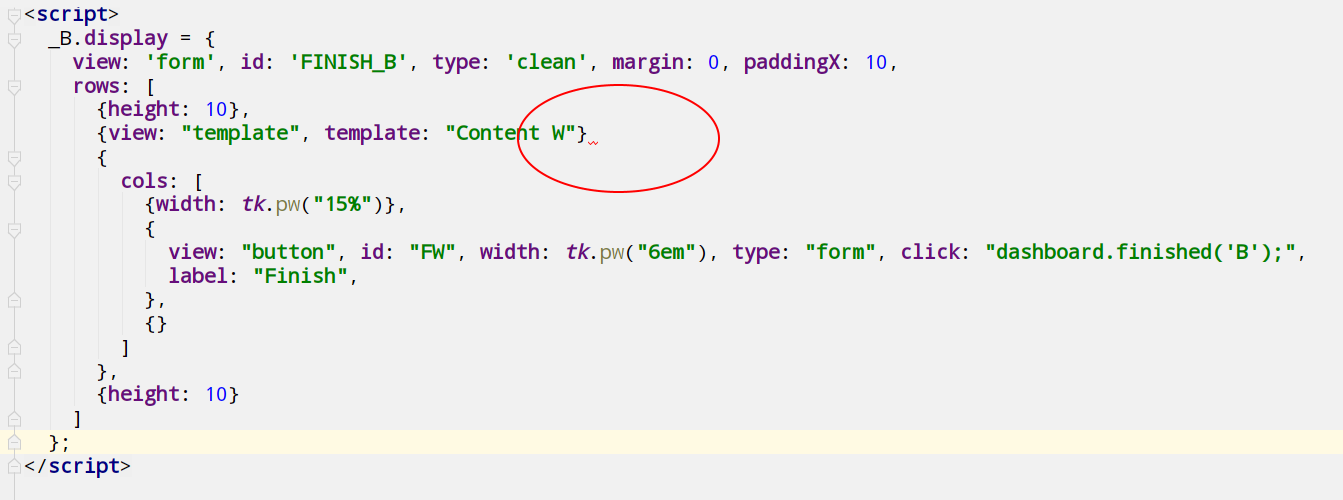 <script>
_B.display = {
view: 'form', id: 'FINISH_B', type: 'clean', margin: 0, paddingX: 10,
rows: [
{height: 10},
{view: "template", template: "Content W"}
{
cols: [
{width: tk.pw("15%")},
{
view: "button", id: "FW", width: tk.pw("6em"), type: "form", click: "dashboard.finished('B');",
label: "Finish",
},
{}
]
},
{height: 10}
]
};
</script>